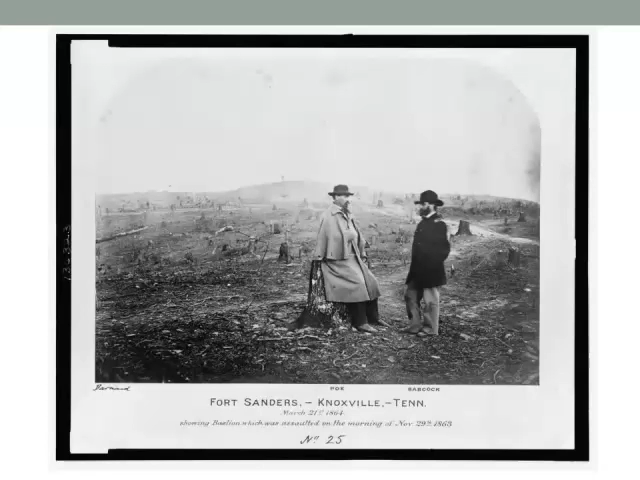 Barnard
POE BABCOCK
FORT SANDERS, – KNOXVILLE, – TENN.
March 21st 1864.
showing Bastion which was assaulted on the morning of Nov. 29th 1863
No 25